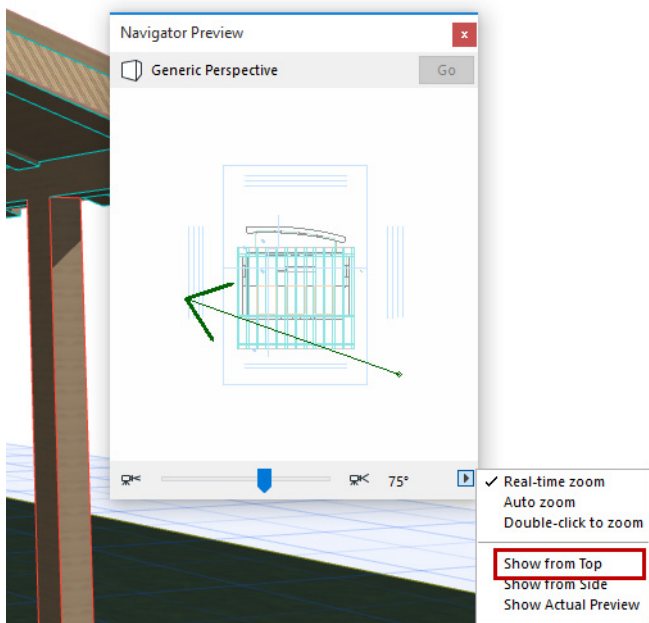 Navigator Preview
x
Generic Perspective
Go
75°
Real-time zoom
Auto zoom
Double-click to zoom
Show from Top
Show from Side
Show Actual Preview